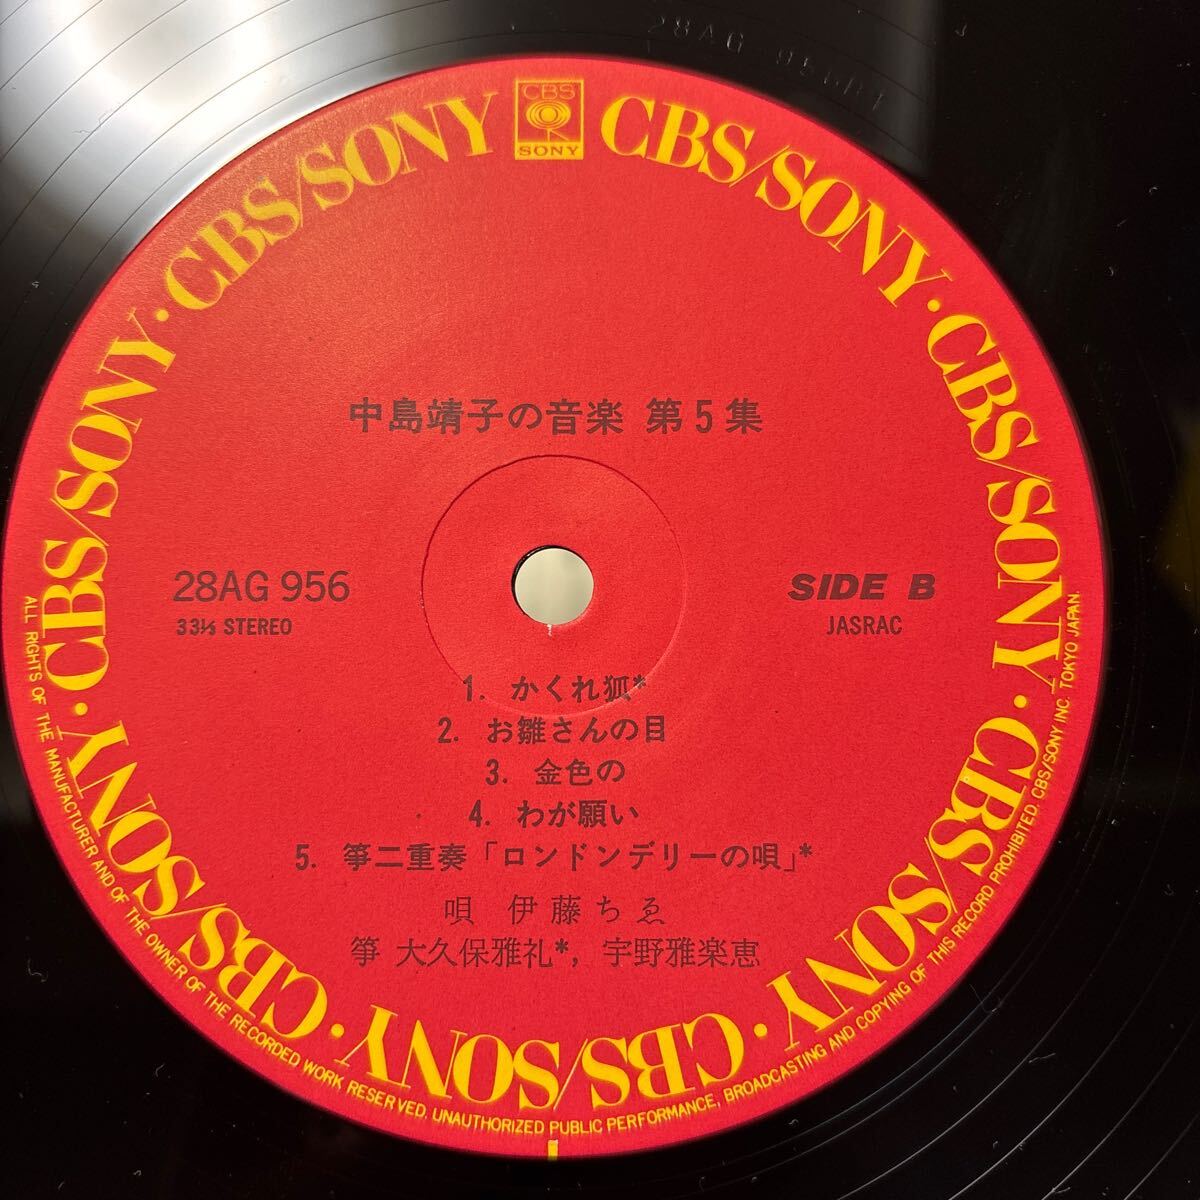 28AG 956
CBS
SONY
CBS/SONY · CBS/SONY · CBS/SONY · CBS/SONY · CBS/SONY · CBS/SONY · CBS/SONY · CBS/SONY
中島靖子の音楽 第5集
28AG 956
33⅓ STEREO
SIDE B
JASRAC
1. かくれ狐*
2. お雛さんの目
3. 金色の
4. わが願い
5. 箏二重奏「ロンドンデリーの唄」*
唄 伊藤ちゑ
箏 大久保雅礼*, 宇野雅楽恵
ALL RIGHTS OF THE MANUFACTURER AND OF THE OWNER OF THE RECORDED WORK RESERVED. UNAUTHORIZED PUBLIC PERFORMANCE, BROADCASTING AND COPYING OF THIS RECORD PROHIBITED. CBS/SONY INC. TOKYO JAPAN.